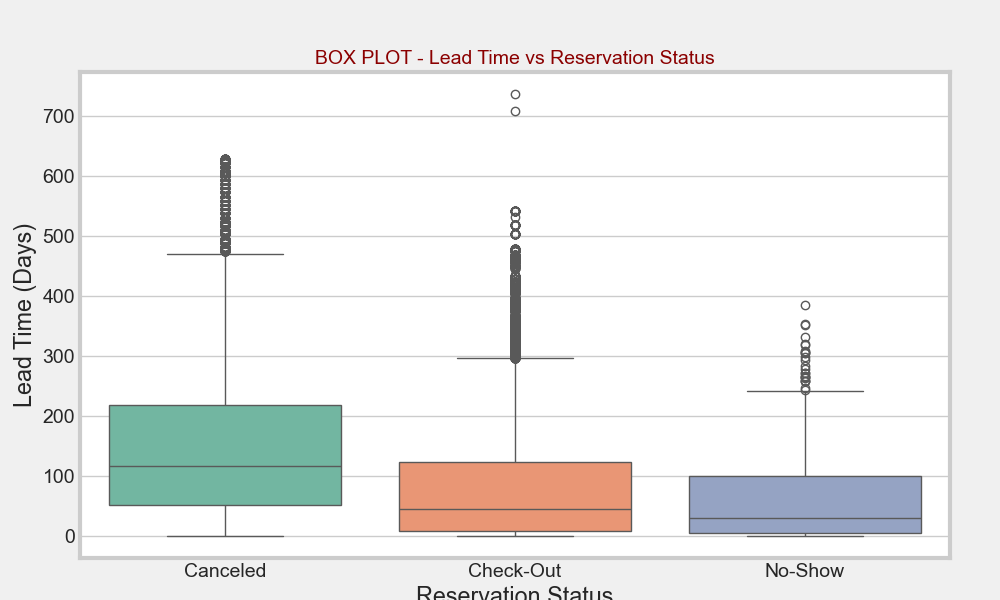 BOX PLOT - Lead Time vs Reservation Status
Lead Time (Days)
700
600
500
400
300
200
100
0
Canceled Check-Out No-Show
Reservation Status